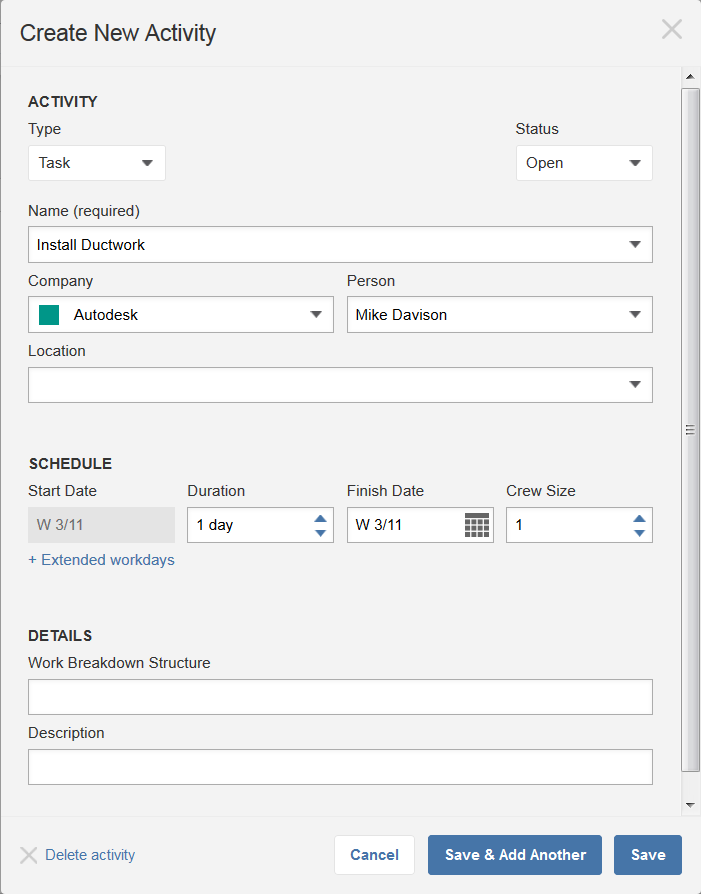 Create New Activity
ACTIVITY
Type Status
Task Open
Name (required)
Install Ductwork
Company Person
Autodesk Mike Davison
Location
SCHEDULE
Start Date Duration Finish Date Crew Size
W 3/11 1 day W 3/11 1
+ Extended workdays
DETAILS
Work Breakdown Structure
Description
Delete activity Cancel Save & Add Another Save